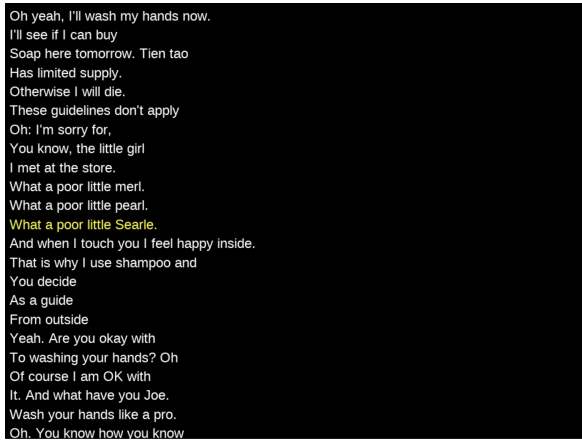 Oh yeah, I'll wash my hands now.
I'll see if I can buy
Soap here tomorrow. Tien tao
Has limited supply.
Otherwise I will die.
These guidelines don't apply
Oh: I'm sorry for,
You know, the little girl
I met at the store.
What a poor little merl.
What a poor little pearl.
What a poor little Searle.
And when I touch you I feel happy inside.
That is why I use shampoo and
You decide
As a guide
From outside
Yeah. Are you okay with
To washing your hands? Oh
Of course I am OK with
It. And what have you Joe.
Wash your hands like a pro.
Oh. You know how you know